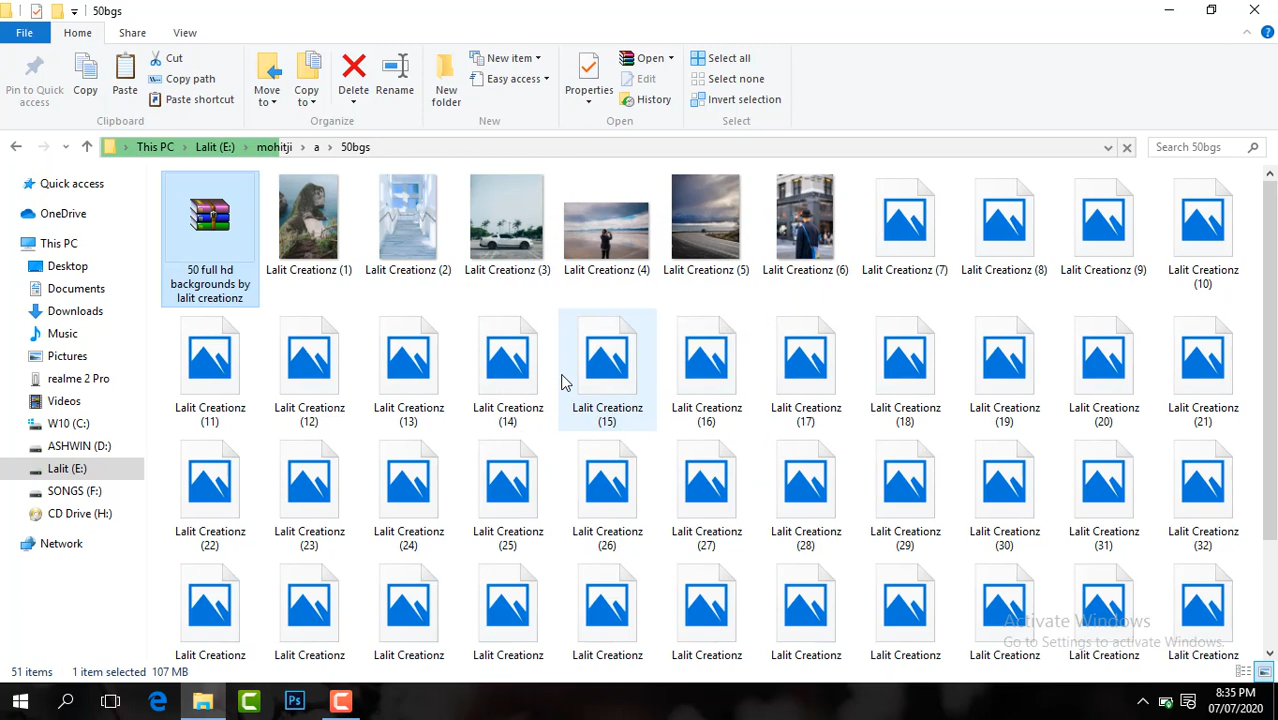 50bgs
File Home Share View
Pin to Quick access
Copy
Paste
Cut
Copy path
Paste shortcut
Clipboard
Move to
Copy to
Delete
Rename
Organize
New folder
New item
Easy access
New
Properties
Open
Edit
History
Open
Select all
Select none
Invert selection
Select
This PC > Lalit (E:) > mohitji > a > 50bgs
Search 50bgs
Quick access
OneDrive
This PC
Desktop
Documents
Downloads
Music
Pictures
realme 2 Pro
Videos
W10 (C:)
ASHWIN (D:)
Lalit (E:)
SONGS (F:)
CD Drive (H:)
Network
50 full hd
backgrounds by
lalit creationz
Lalit Creationz (1)
Lalit Creationz (2)
Lalit Creationz (3)
Lalit Creationz (4)
Lalit Creationz (5)
Lalit Creationz (6)
Lalit Creationz (7)
Lalit Creationz (8)
Lalit Creationz (9)
Lalit Creationz
(10)
Lalit Creationz
(11)
Lalit Creationz
(12)
Lalit Creationz
(13)
Lalit Creationz
(14)
Lalit Creationz
(15)
Lalit Creationz
(16)
Lalit Creationz
(17)
Lalit Creationz
(18)
Lalit Creationz
(19)
Lalit Creationz
(20)
Lalit Creationz
(21)
Lalit Creationz
(22)
Lalit Creationz
(23)
Lalit Creationz
(24)
Lalit Creationz
(25)
Lalit Creationz
(26)
Lalit Creationz
(27)
Lalit Creationz
(28)
Lalit Creationz
(29)
Lalit Creationz
(30)
Lalit Creationz
(31)
Lalit Creationz
(32)
Lalit Creationz
Lalit Creationz
Lalit Creationz
Lalit Creationz
Lalit Creationz
Lalit Creationz
Lalit Creationz
Lalit Creationz
Lalit Creationz
Lalit Creationz
Lalit Creationz
Activate Windows
Go to Settings to activate Windows.
51 items 1 item selected 107 MB
Ps
8:35 PM
07/07/2020